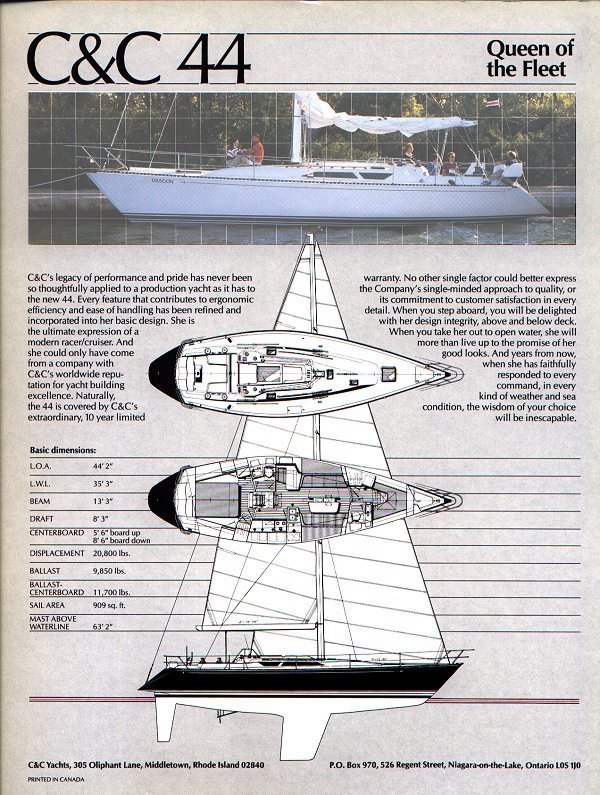 C&C 44
Queen of
the Fleet
DRAGON
C&C's legacy of performance and pride has never been
so thoughtfully applied to a production yacht as it has to
the new 44. Every feature that contributes to ergonomic
efficiency and ease of handling has been refined and
incorporated into her basic design. She is
the ultimate expression of a
modern racer/cruiser. And
she could only have come
from a company with
C&C's worldwide repu-
tation for yacht building
excellence. Naturally,
the 44 is covered by C&C's
extraordinary, 10 year limited
warranty. No other single factor could better express
the Company's single-minded approach to quality, or
its commitment to customer satisfaction in every
detail. When you step aboard, you will be delighted
with her design integrity, above and below deck.
When you take her out to open water, she will
more than live up to the promise of her
good looks. And years from now,
when she has faithfully
responded to every
command, in every
kind of weather and sea
condition, the wisdom of your choice
will be inescapable.
Basic dimensions:
L.O.A. 44' 2"
L.W.L. 35' 3"
BEAM 13' 3"
DRAFT 8' 3"
CENTERBOARD 5' 6" board up
8' 6" board down
DISPLACEMENT 20,800 lbs.
BALLAST 9,850 lbs.
BALLAST-
CENTERBOARD 11,700 lbs.
SAIL AREA 909 sq. ft.
MAST ABOVE
WATERLINE 63' 2"
C&C Yachts, 305 Oliphant Lane, Middletown, Rhode Island 02840
P.O. Box 970, 526 Regent Street, Niagara-on-the-Lake, Ontario L0S 1J0
PRINTED IN CANADA